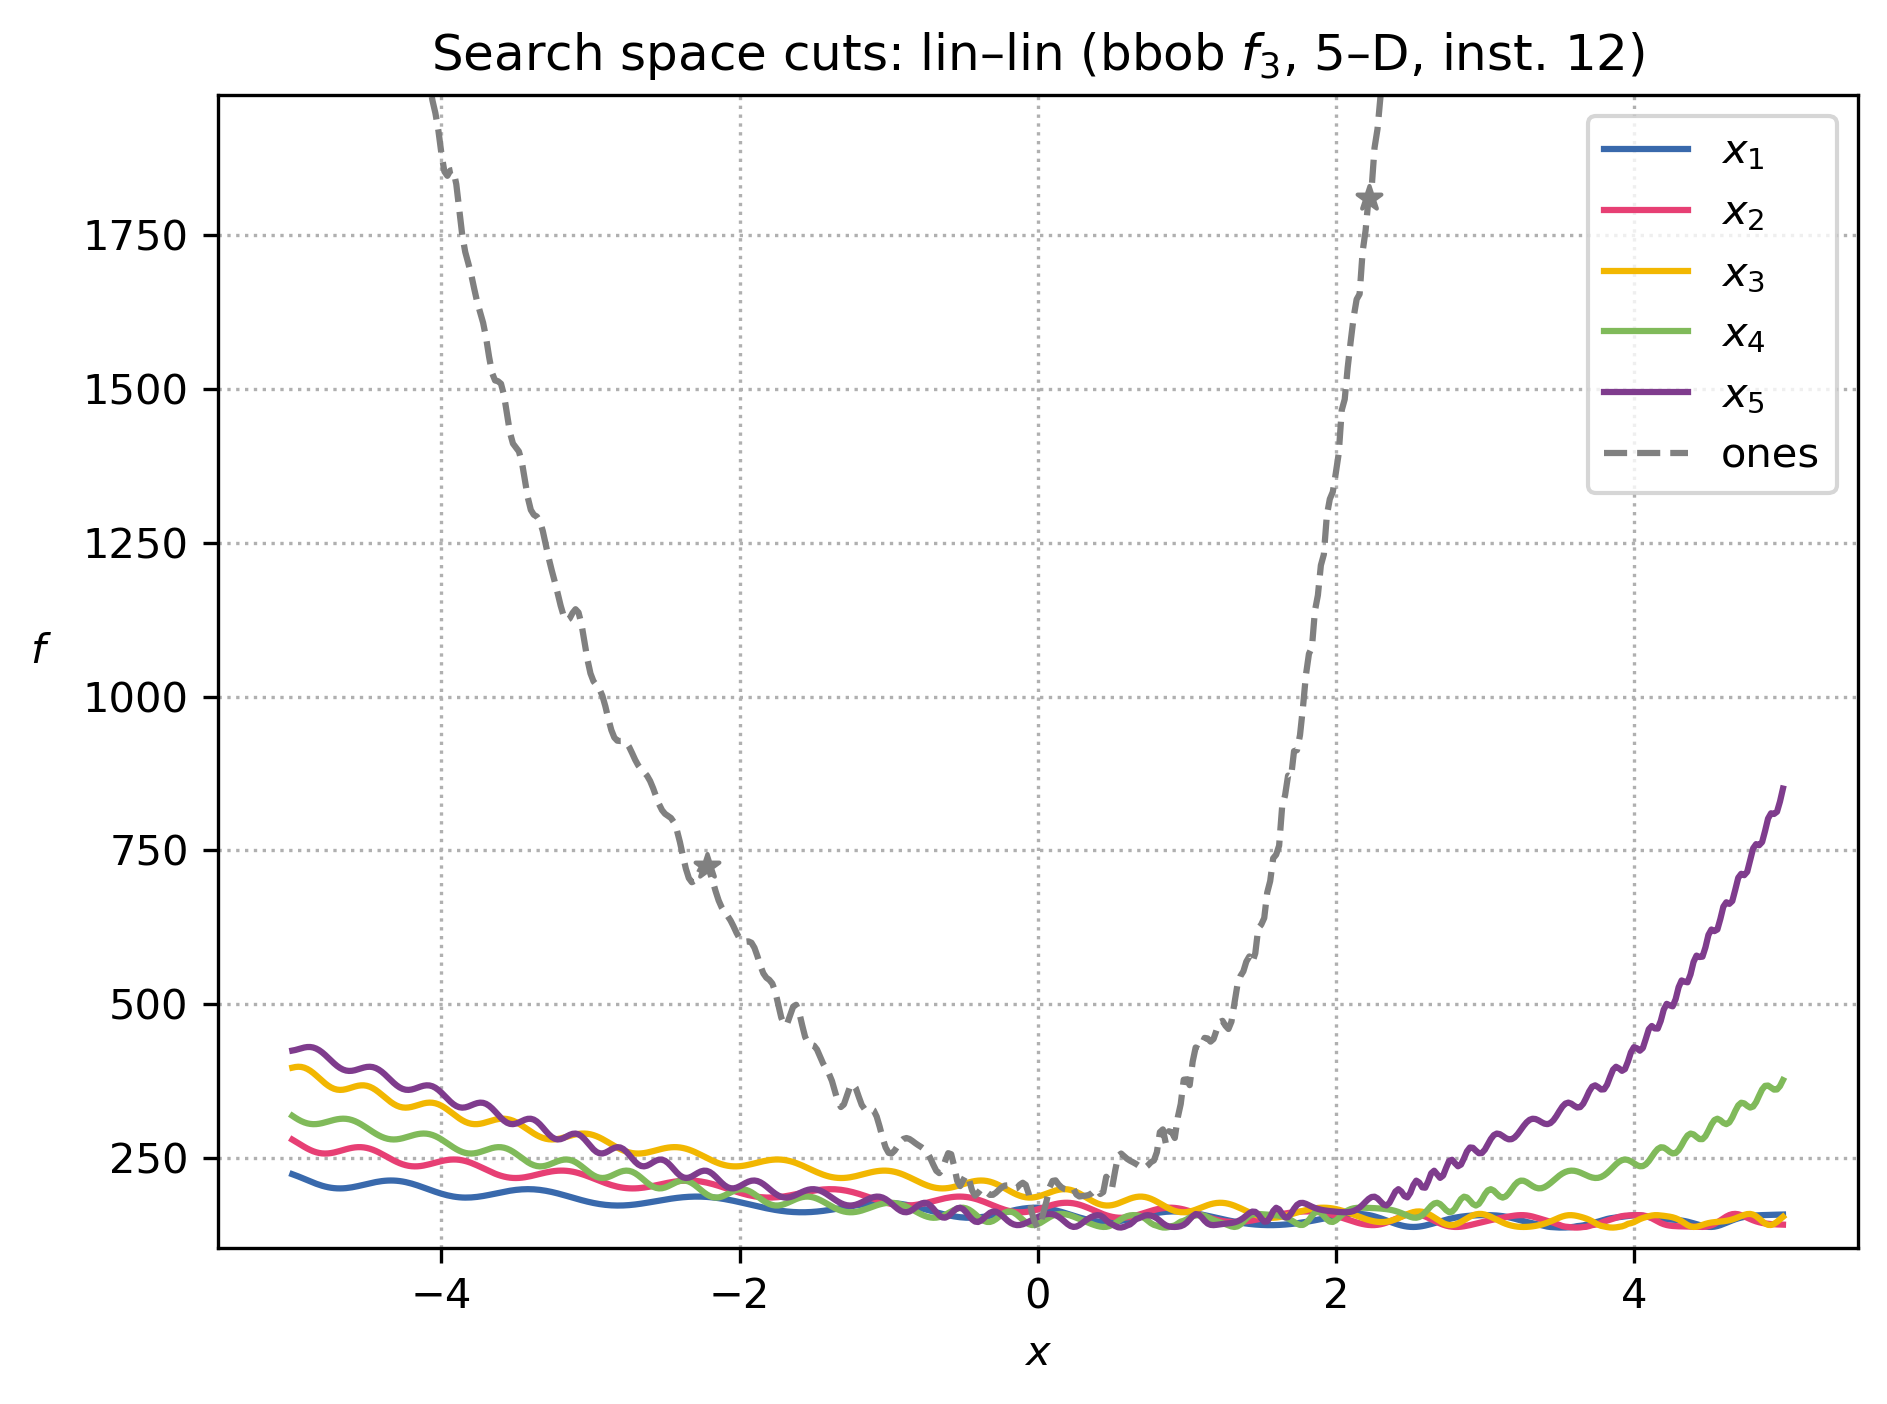 Search space cuts: lin–lin (bbob f₃, 5–D, inst. 12)
x₁
x₂
x₃
x₄
x₅
ones
1750
1500
1250
1000
750
500
250
f
−4 −2 0 2 4
x